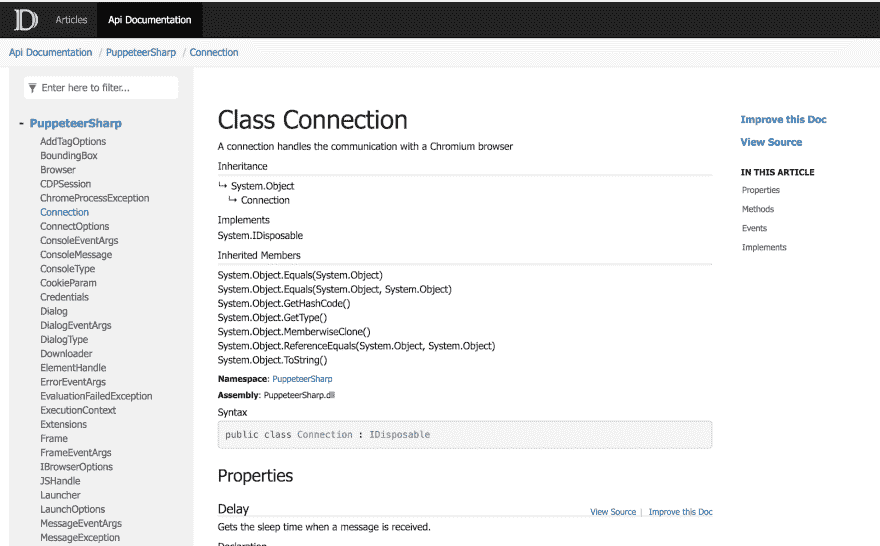 Articles
Api Documentation
Api Documentation / PuppeteerSharp / Connection
Enter here to filter...
- PuppeteerSharp
AddTagOptions
BoundingBox
Browser
CDPSession
ChromeProcessException
Connection
ConnectOptions
ConsoleEventArgs
ConsoleMessage
ConsoleType
CookieParam
Credentials
Dialog
DialogEventArgs
DialogType
Downloader
ElementHandle
ErrorEventArgs
EvaluationFailedException
ExecutionContext
Extensions
Frame
FrameEventArgs
IBrowserOptions
JSHandle
Launcher
LaunchOptions
MessageEventArgs
MessageException
Class Connection
A connection handles the communication with a Chromium browser
Inheritance
↳ System.Object
↳ Connection
Implements
System.IDisposable
Inherited Members
System.Object.Equals(System.Object)
System.Object.Equals(System.Object, System.Object)
System.Object.GetHashCode()
System.Object.GetType()
System.Object.MemberwiseClone()
System.Object.ReferenceEquals(System.Object, System.Object)
System.Object.ToString()
Namespace: PuppeteerSharp
Assembly: PuppeteerSharp.dll
Syntax
public class Connection : IDisposable
Properties
Delay
View Source | Improve this Doc
Gets the sleep time when a message is received.
Declaration
Improve this Doc
View Source
IN THIS ARTICLE
Properties
Methods
Events
Implements